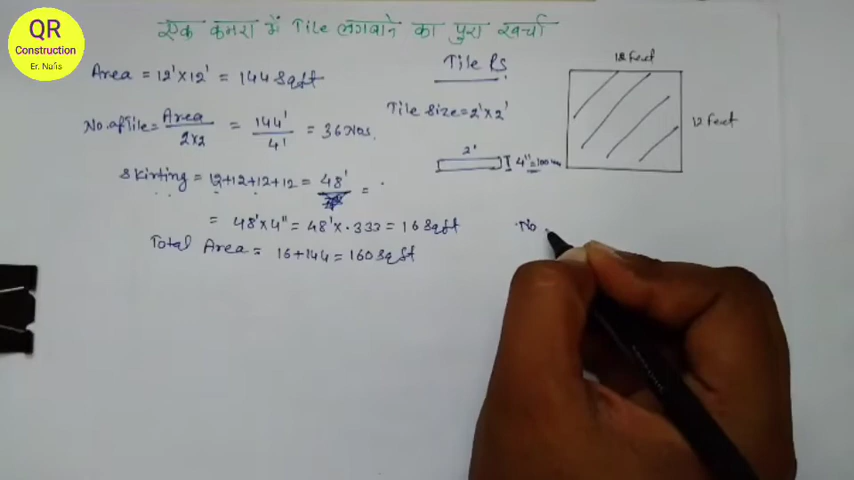 QR
Construction
Er. Nafis
एक कमरा में Tile लगवाने का पुरा खर्चा
Area = 12'x12' = 144 Sqft
Tile Rs
No. of Tile = Area / 2x2 = 144' / 4' = 36 Nos.
Tile Size = 2'x2'
12 Feet
12 Feet
2'
4"=100mm
Skirting = 12+12+12+12 = 48' =
= 48'x4" = 48'x.333 = 16 Sqft
Total Area = 16+144 = 160 Sqft
No